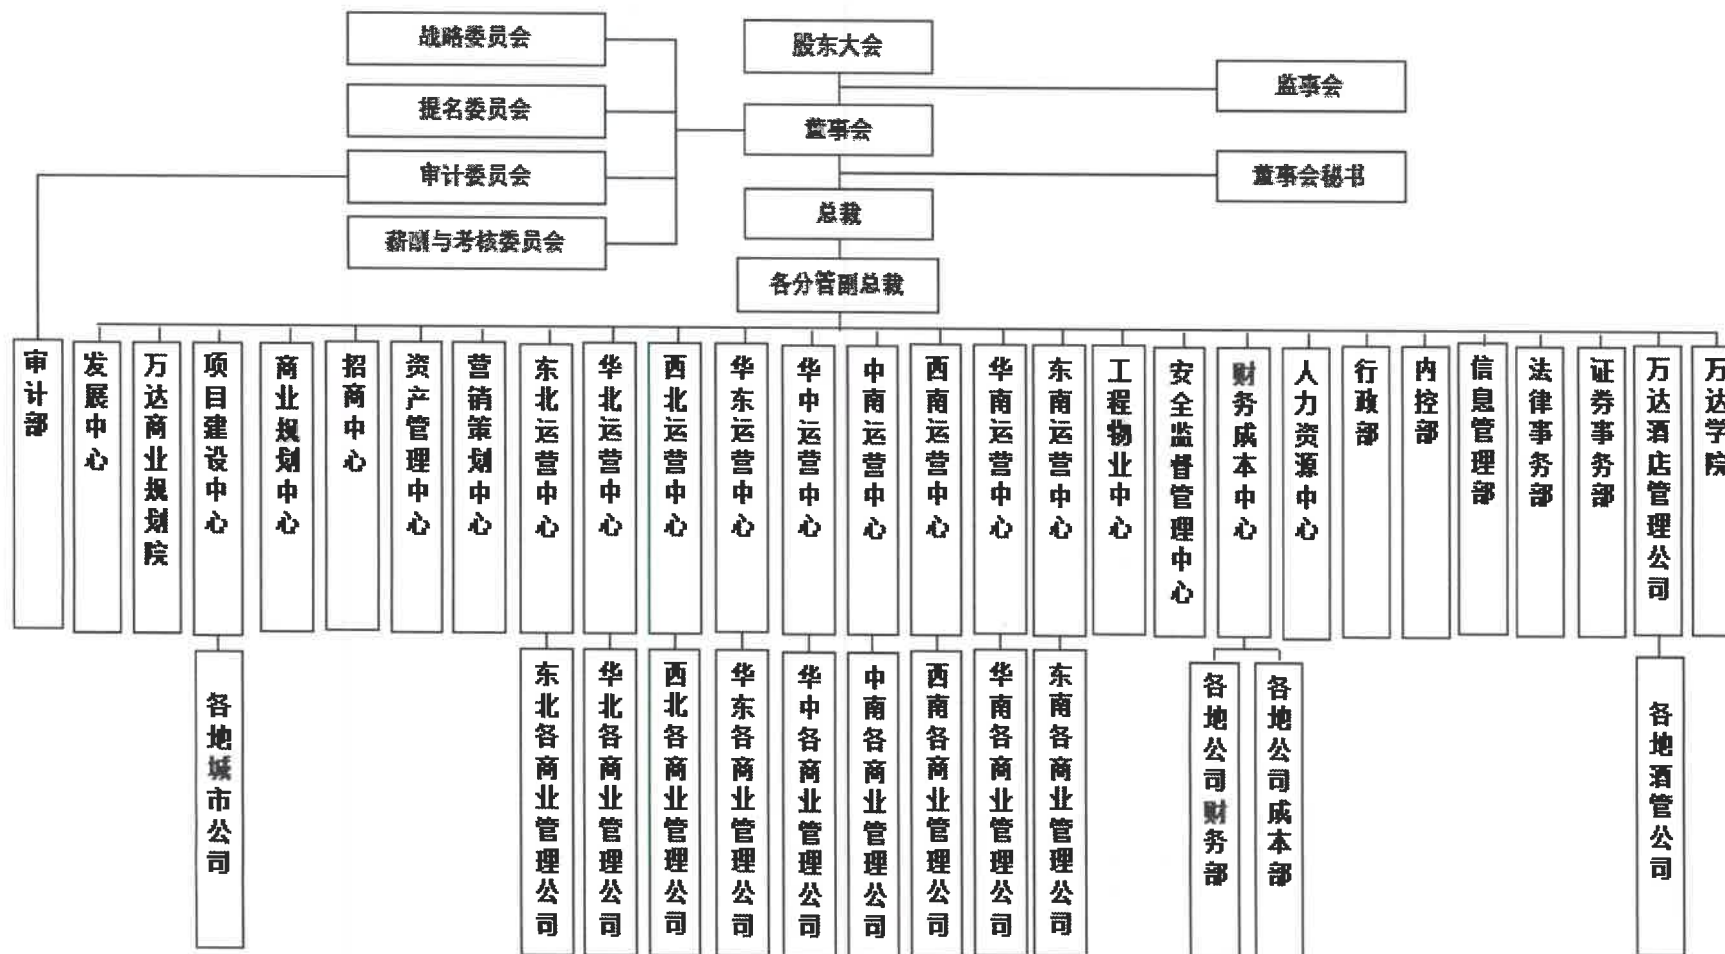 战略委员会
股东大会
监事会
提名委员会
董事会
审计委员会
董事会秘书
总裁
薪酬与考核委员会
各分管副总裁
审计部
发展中心
万达商业规划院
项目建设中心
商业规划中心
招商中心
资产管理中心
营销策划中心
东北运营中心
华北运营中心
西北运营中心
华东运营中心
华中运营中心
中南运营中心
西南运营中心
华南运营中心
东南运营中心
工程物业中心
安全监督管理中心
财务成本中心
人力资源中心
行政部
内控部
信息管理部
法律事务部
证券事务部
万达酒店管理公司
万达学院
各地城市公司
东北各商业管理公司
华北各商业管理公司
西北各商业管理公司
华东各商业管理公司
华中各商业管理公司
中南各商业管理公司
西南各商业管理公司
华南各商业管理公司
东南各商业管理公司
各地公司财务部
各地公司成本部
各地酒管公司